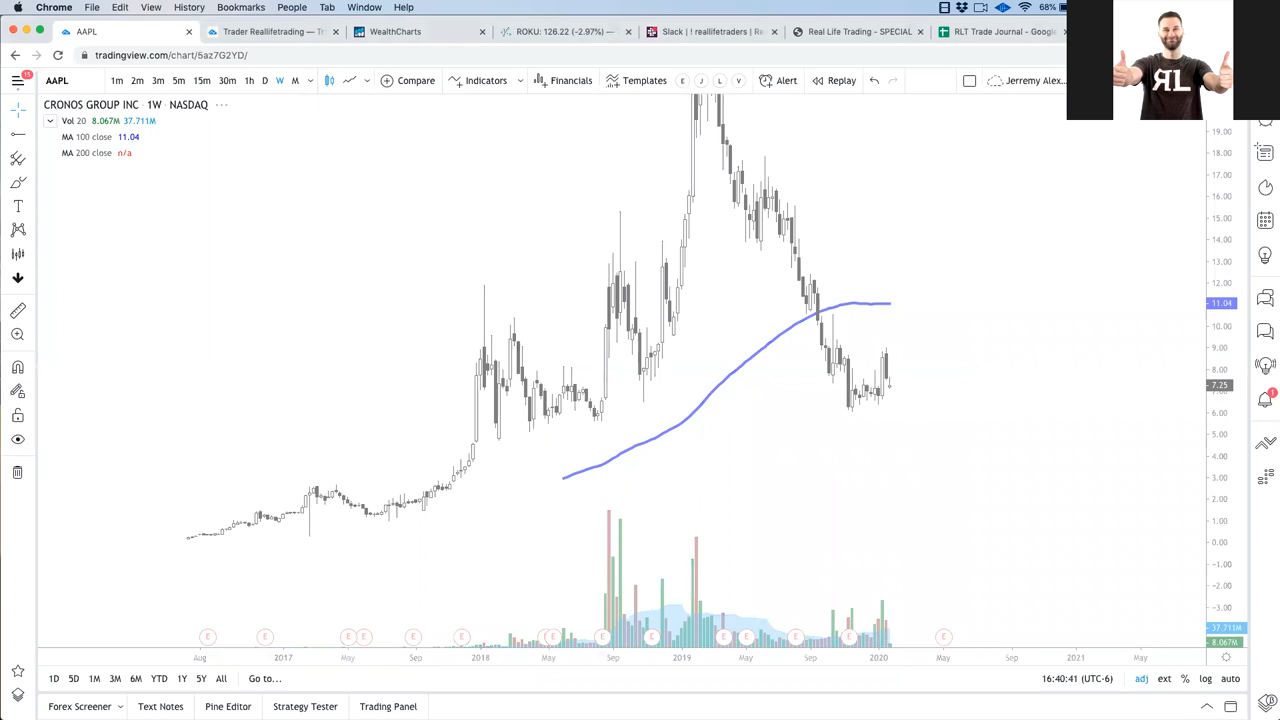 Chrome File Edit View History Bookmarks People Tab Window Help 68%
AAPL
Trader Reallifetrading — Tr
WealthCharts
ROKU: 126.22 (−2.97%) —
Slack | ! reallifetraders | Re
Real Life Trading - SPECIAL
RLT Trade Journal - Google
tradingview.com/chart/5az7G2YD/
15 AAPL 1m 2m 3m 5m 15m 30m 1h D W M Compare Indicators Financials Templates E J L V Alert Replay Jerremy Alex...
RL
CRONOS GROUP INC · 1W · NASDAQ ···
Vol 20 8.067M 37.711M
MA 100 close 11.04
MA 200 close n/a
19.00
18.00
17.00
16.00
15.00
14.00
13.00
12.00
11.04
10.00
9.00
8.00
7.25
6.00
5.00
4.00
3.00
2.00
1.00
0.00
−1.00
−2.00
−3.00
37.711M
8.067M
1
E E E E E E E E E E E E E E
Aug 2017 May Sep 2018 May Sep 2019 May Sep 2020 May Sep 2021 May
1D 5D 1M 3M 6M YTD 1Y 5Y All Go to... 16:40:41 (UTC-6) adj ext % log auto
Forex Screener Text Notes Pine Editor Strategy Tester Trading Panel